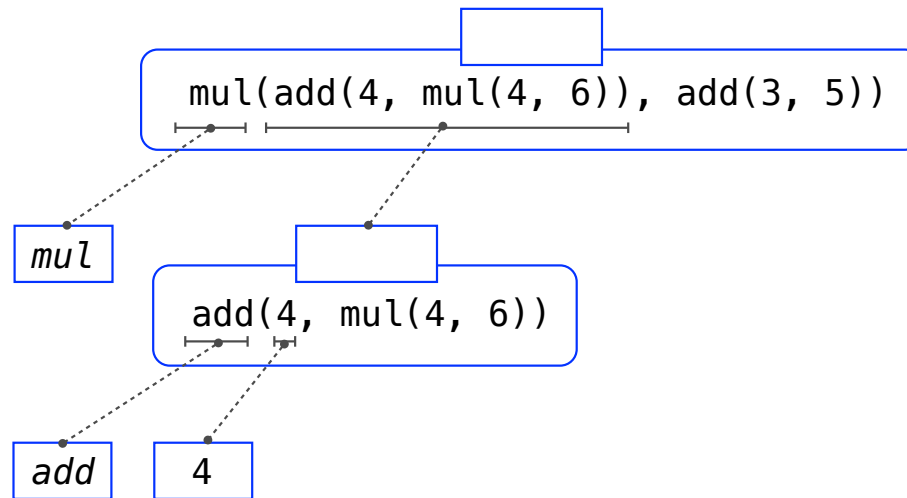 mul(add(4, mul(4, 6)), add(3, 5))
mul
add(4, mul(4, 6))
add
4